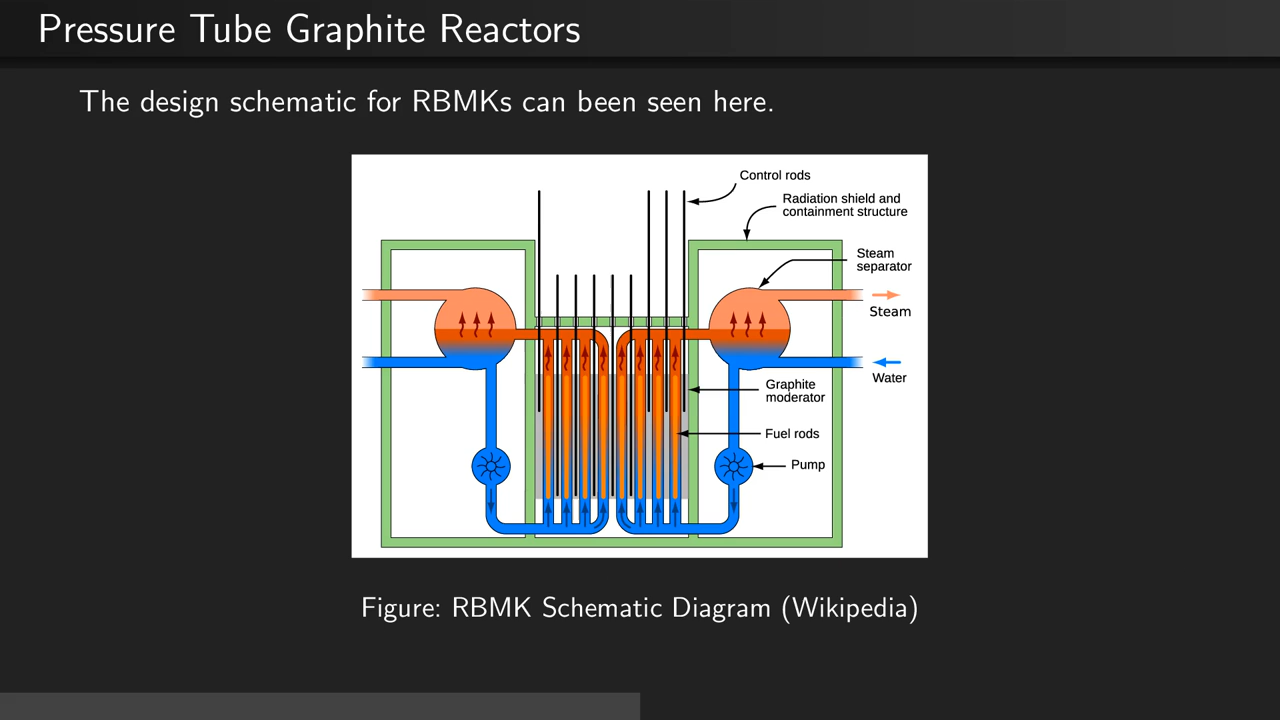 Pressure Tube Graphite Reactors
The design schematic for RBMKs can been seen here.
Control rods
Radiation shield and
containment structure
Steam
separator
Steam
Water
Graphite
moderator
Fuel rods
Pump
Figure: RBMK Schematic Diagram (Wikipedia)